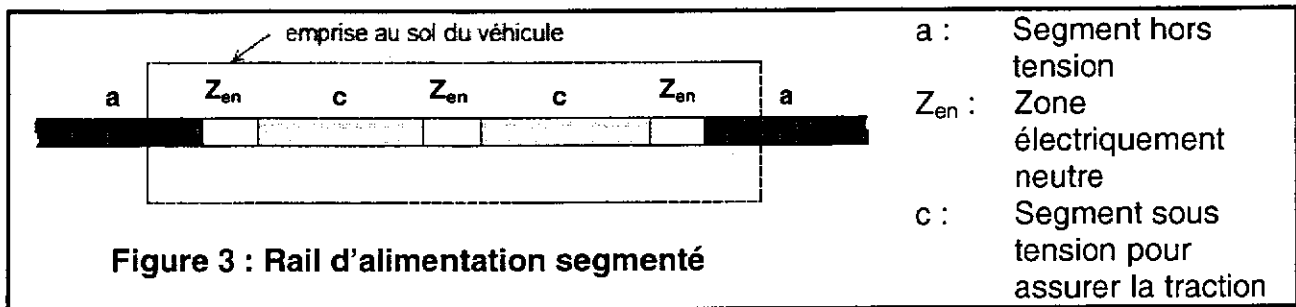 emprise au sol du véhicule
a Zen c Zen c Zen a
Figure 3 : Rail d'alimentation segmenté
a : Segment hors
tension
Zen : Zone
électriquement
neutre
c : Segment sous
tension pour
assurer la traction